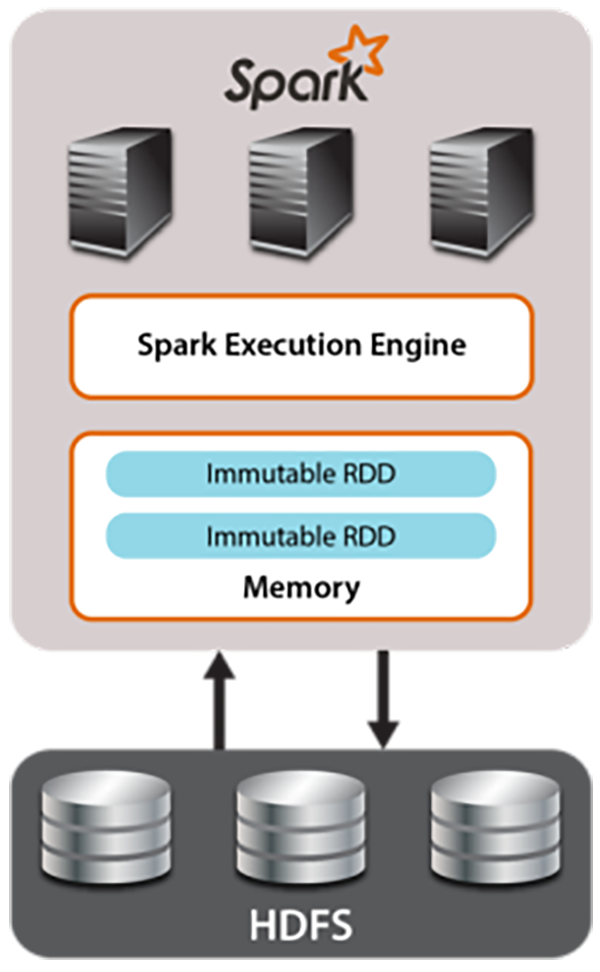 Spark
Spark Execution Engine
Immutable RDD
Immutable RDD
Memory
HDFS